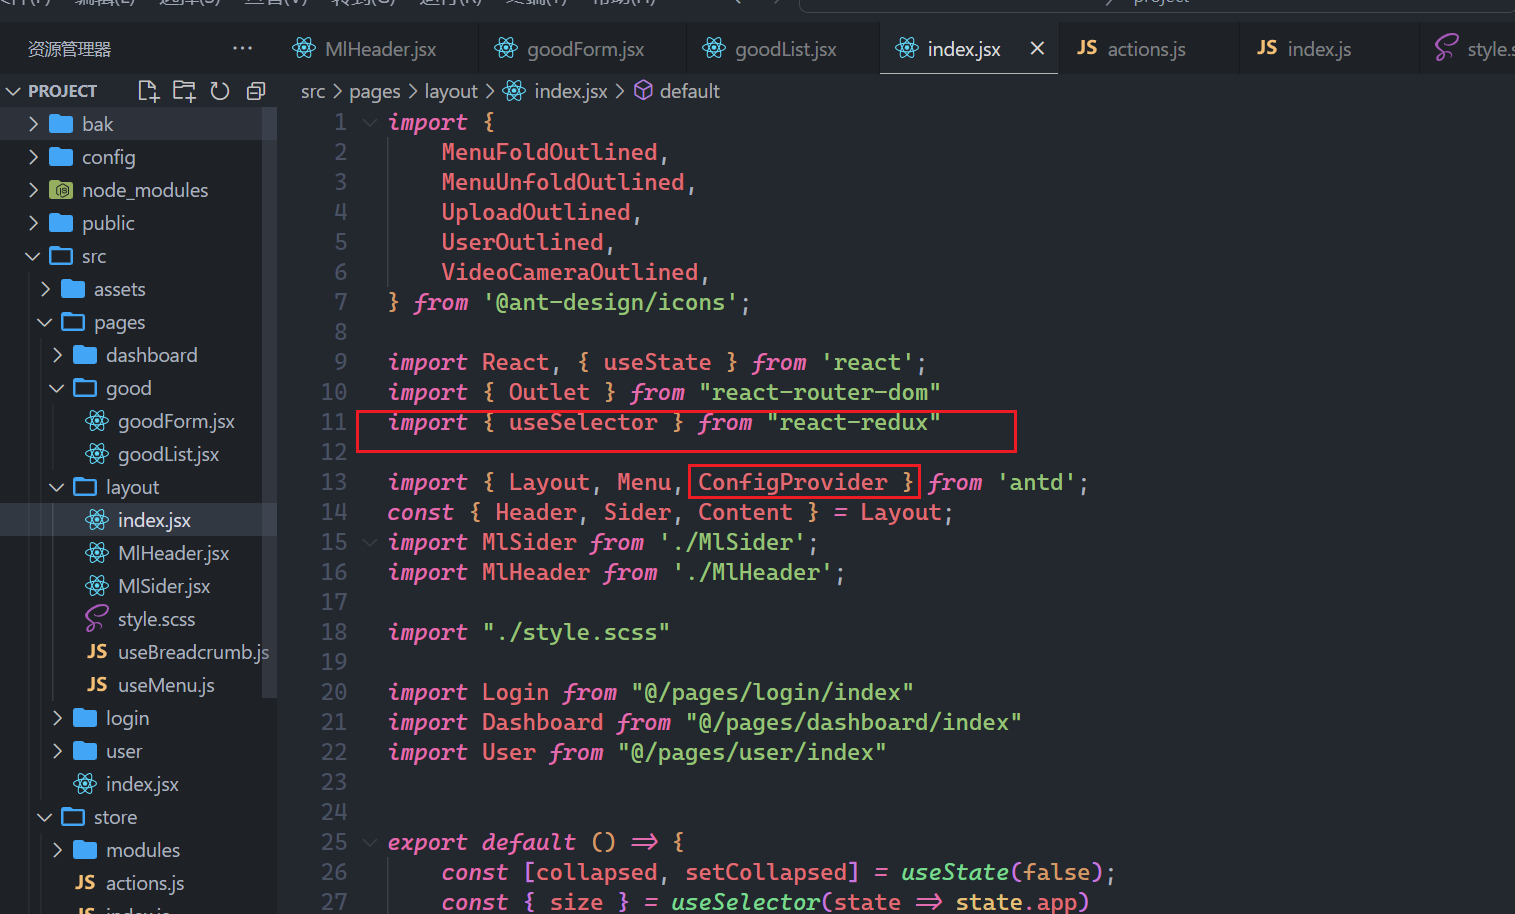 project
资源管理器 ···
MlHeader.jsx goodForm.jsx goodList.jsx index.jsx × JS actions.js JS index.js
PROJECT
src > pages > layout > index.jsx > default
bak
config
node_modules
public
src
assets
pages
dashboard
good
goodForm.jsx
goodList.jsx
layout
index.jsx
MlHeader.jsx
MlSider.jsx
style.scss
JS useBreadcrumb.js
JS useMenu.js
login
user
index.jsx
store
modules
JS actions.js
1 import {
2 MenuFoldOutlined,
3 MenuUnfoldOutlined,
4 UploadOutlined,
5 UserOutlined,
6 VideoCameraOutlined,
7 } from '@ant-design/icons';
8
9 import React, { useState } from 'react';
10 import { Outlet } from "react-router-dom"
11 import { useSelector } from "react-redux"
12
13 import { Layout, Menu, ConfigProvider } from 'antd';
14 const { Header, Sider, Content } = Layout;
15 import MlSider from './MlSider';
16 import MlHeader from './MlHeader';
17
18 import "./style.scss"
19
20 import Login from "@/pages/login/index"
21 import Dashboard from "@/pages/dashboard/index"
22 import User from "@/pages/user/index"
23
24
25 export default () => {
26 const [collapsed, setCollapsed] = useState(false);
27 const { size } = useSelector(state => state.app)